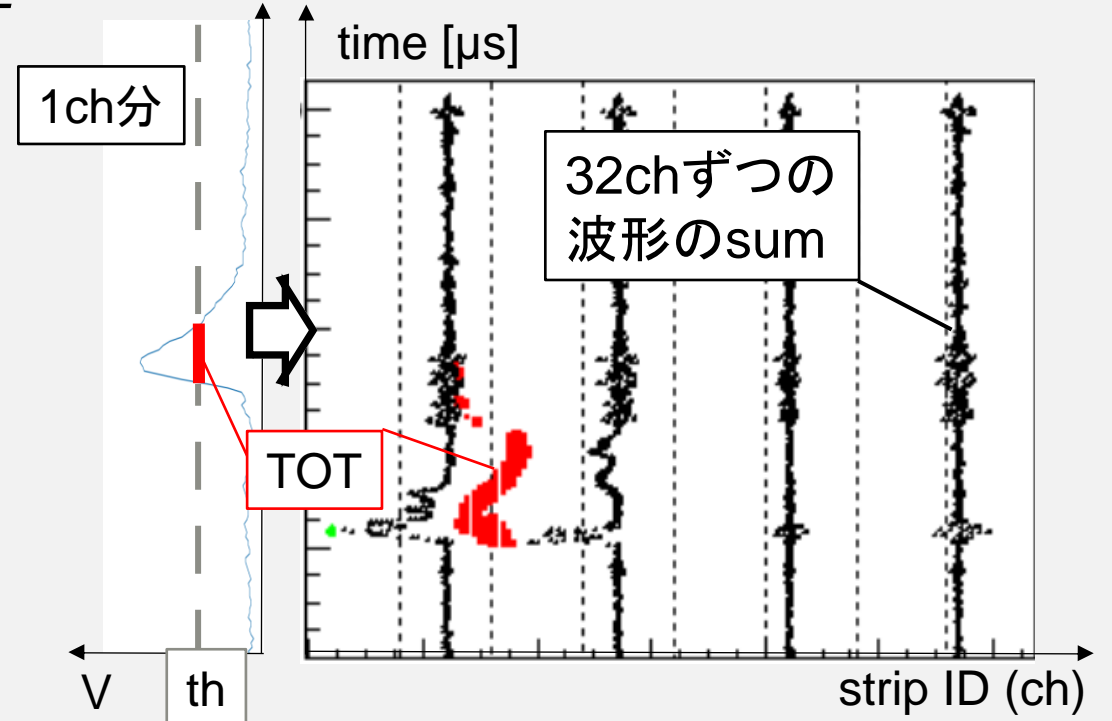 time [μs]
1ch分
32chずつの
波形のsum
TOT
V
th
strip ID (ch)